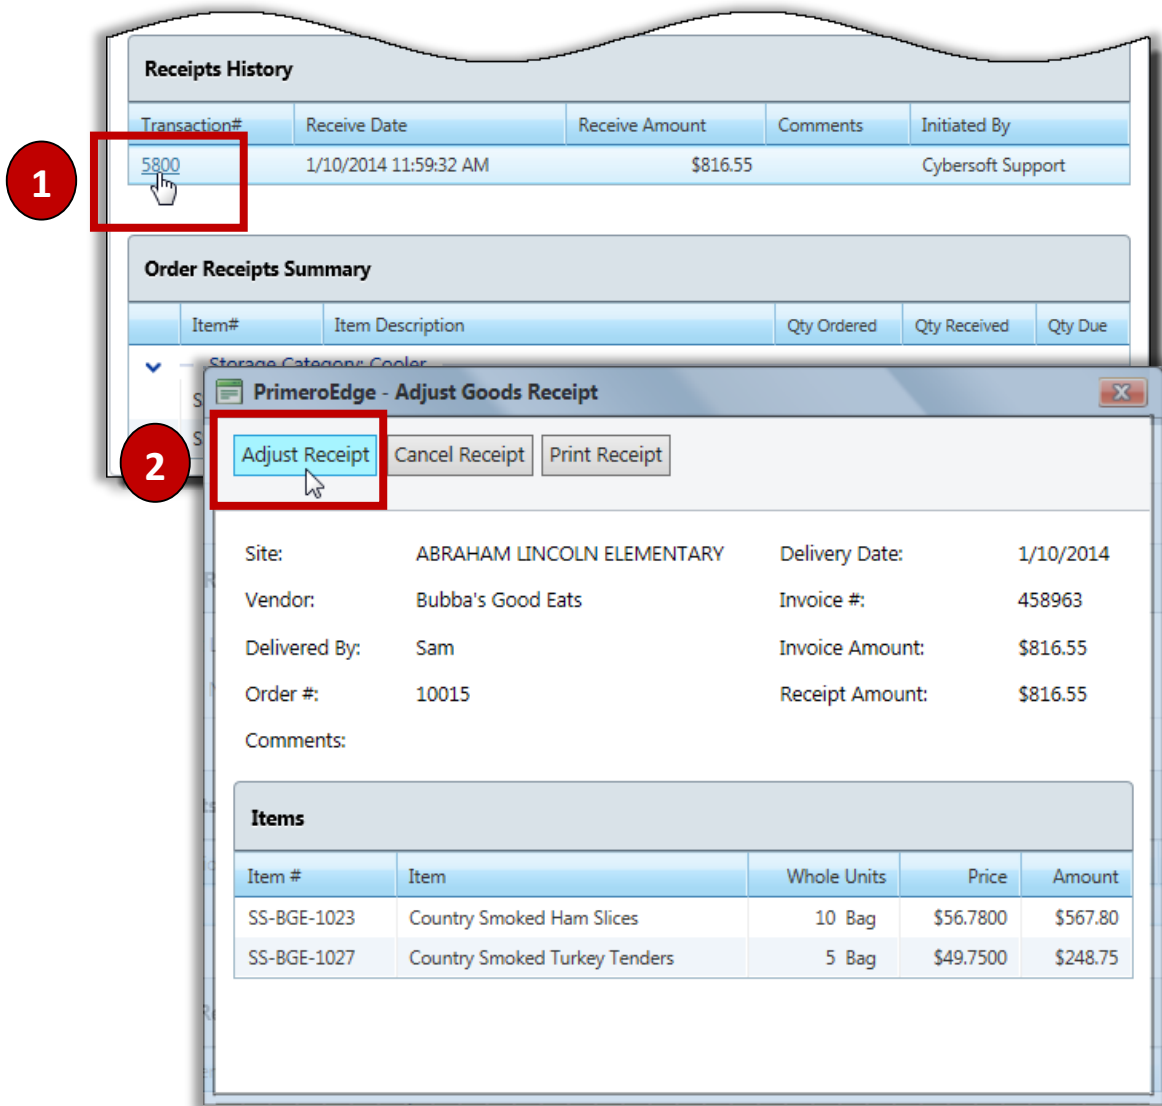 Receipts History
Transaction# Receive Date Receive Amount Comments Initiated By
5800 1/10/2014 11:59:32 AM $816.55 Cybersoft Support
1
Order Receipts Summary
Item# Item Description Qty Ordered Qty Received Qty Due
Storage Category: Cooler
PrimeroEdge - Adjust Goods Receipt
2
Adjust Receipt Cancel Receipt Print Receipt
Site: ABRAHAM LINCOLN ELEMENTARY Delivery Date: 1/10/2014
Vendor: Bubba's Good Eats Invoice #: 458963
Delivered By: Sam Invoice Amount: $816.55
Order #: 10015 Receipt Amount: $816.55
Comments:
Items
Item # Item Whole Units Price Amount
SS-BGE-1023 Country Smoked Ham Slices 10 Bag $56.7800 $567.80
SS-BGE-1027 Country Smoked Turkey Tenders 5 Bag $49.7500 $248.75